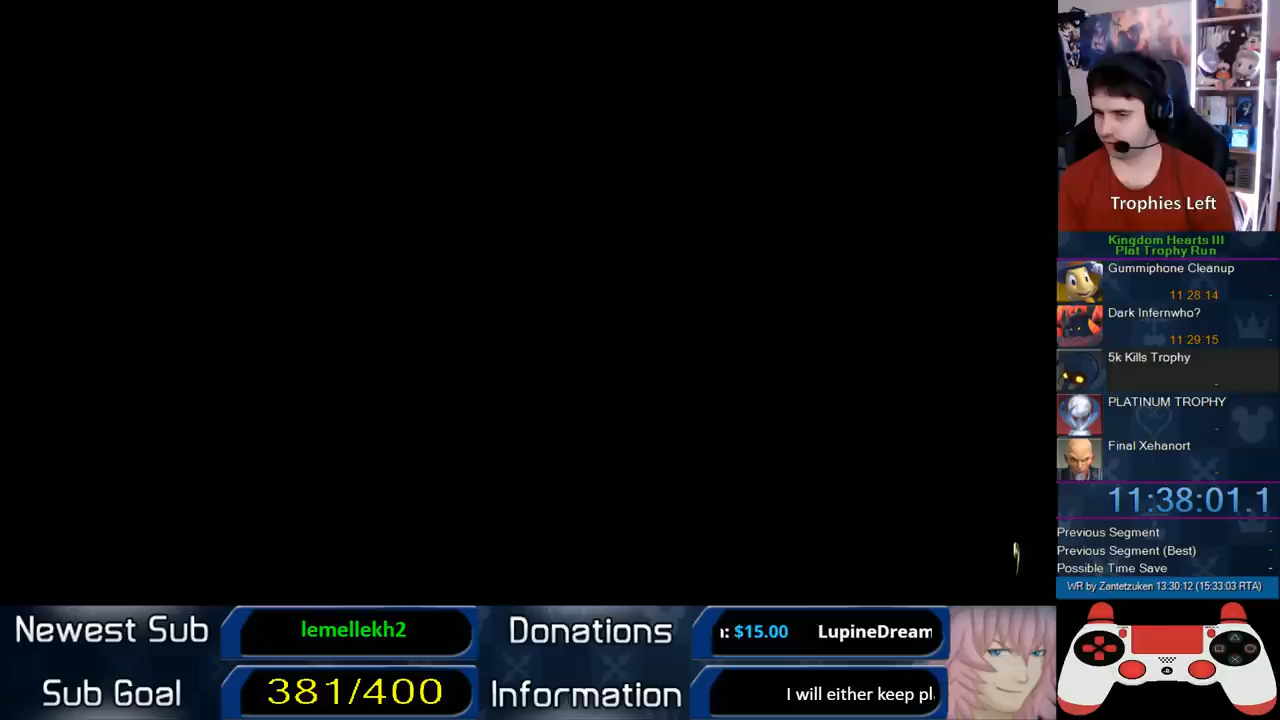 Trophies Left
Kingdom Hearts III
Plat Trophy Run
Gummiphone Cleanup
11:28:14 -
Dark Infernwho?
11:29:15 -
5k Kills Trophy
-
PLATINUM TROPHY
-
Final Xehanort
-
11:38:01.1
Previous Segment -
Previous Segment (Best) -
Possible Time Save -
WR by Zantetzuken 13:30:12 (15:33:03 RTA)
Newest Sub
lemellekh2
Donations
: $15.00 LupineDream
Sub Goal
381/400
Information
I will either keep pl